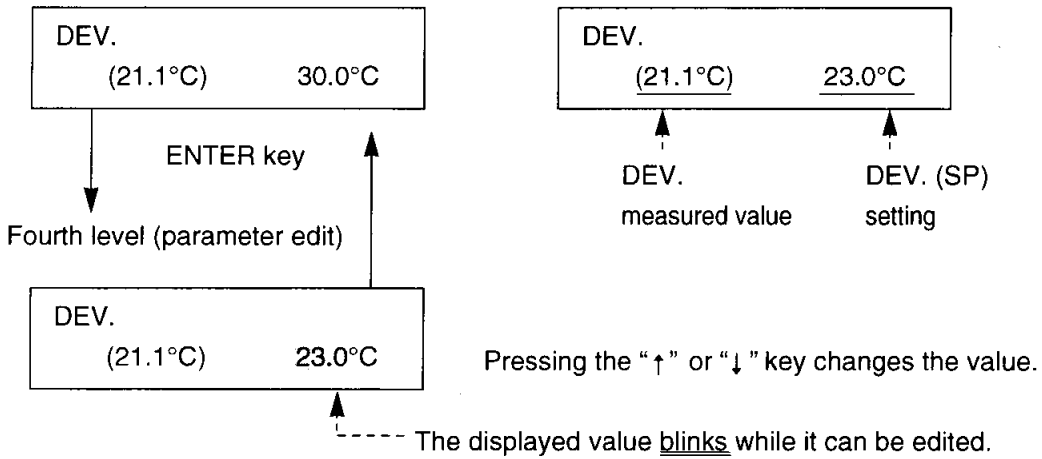 DEV.
(21.1°C) 30.0°C
ENTER key
Fourth level (parameter edit)
DEV.
(21.1°C) 23.0°C
DEV.
(21.1°C) 23.0°C
DEV.
measured value
DEV. (SP)
setting
Pressing the “↑” or “↓” key changes the value.
The displayed value blinks while it can be edited.